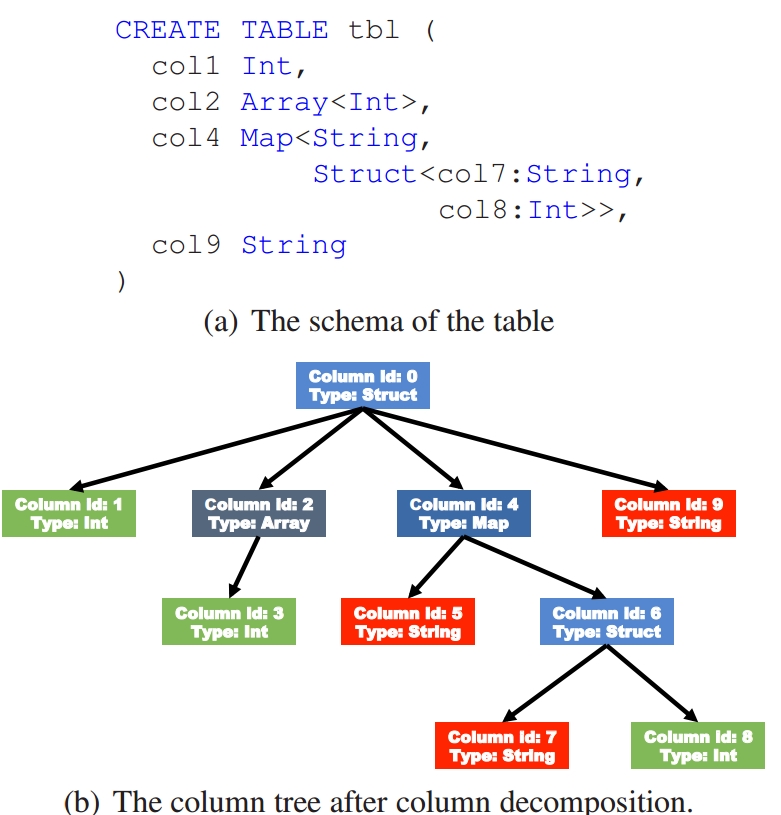 CREATE TABLE tbl (
col1 Int,
col2 Array<Int>,
col4 Map<String,
Struct<col7:String,
col8:Int>>,
col9 String
)
(a) The schema of the table
Column Id: 0
Type: Struct
Column Id: 1
Type: Int
Column Id: 2
Type: Array
Column Id: 4
Type: Map
Column Id: 9
Type: String
Column Id: 3
Type: Int
Column Id: 5
Type: String
Column Id: 6
Type: Struct
Column Id: 7
Type: String
Column Id: 8
Type: Int
(b) The column tree after column decomposition.